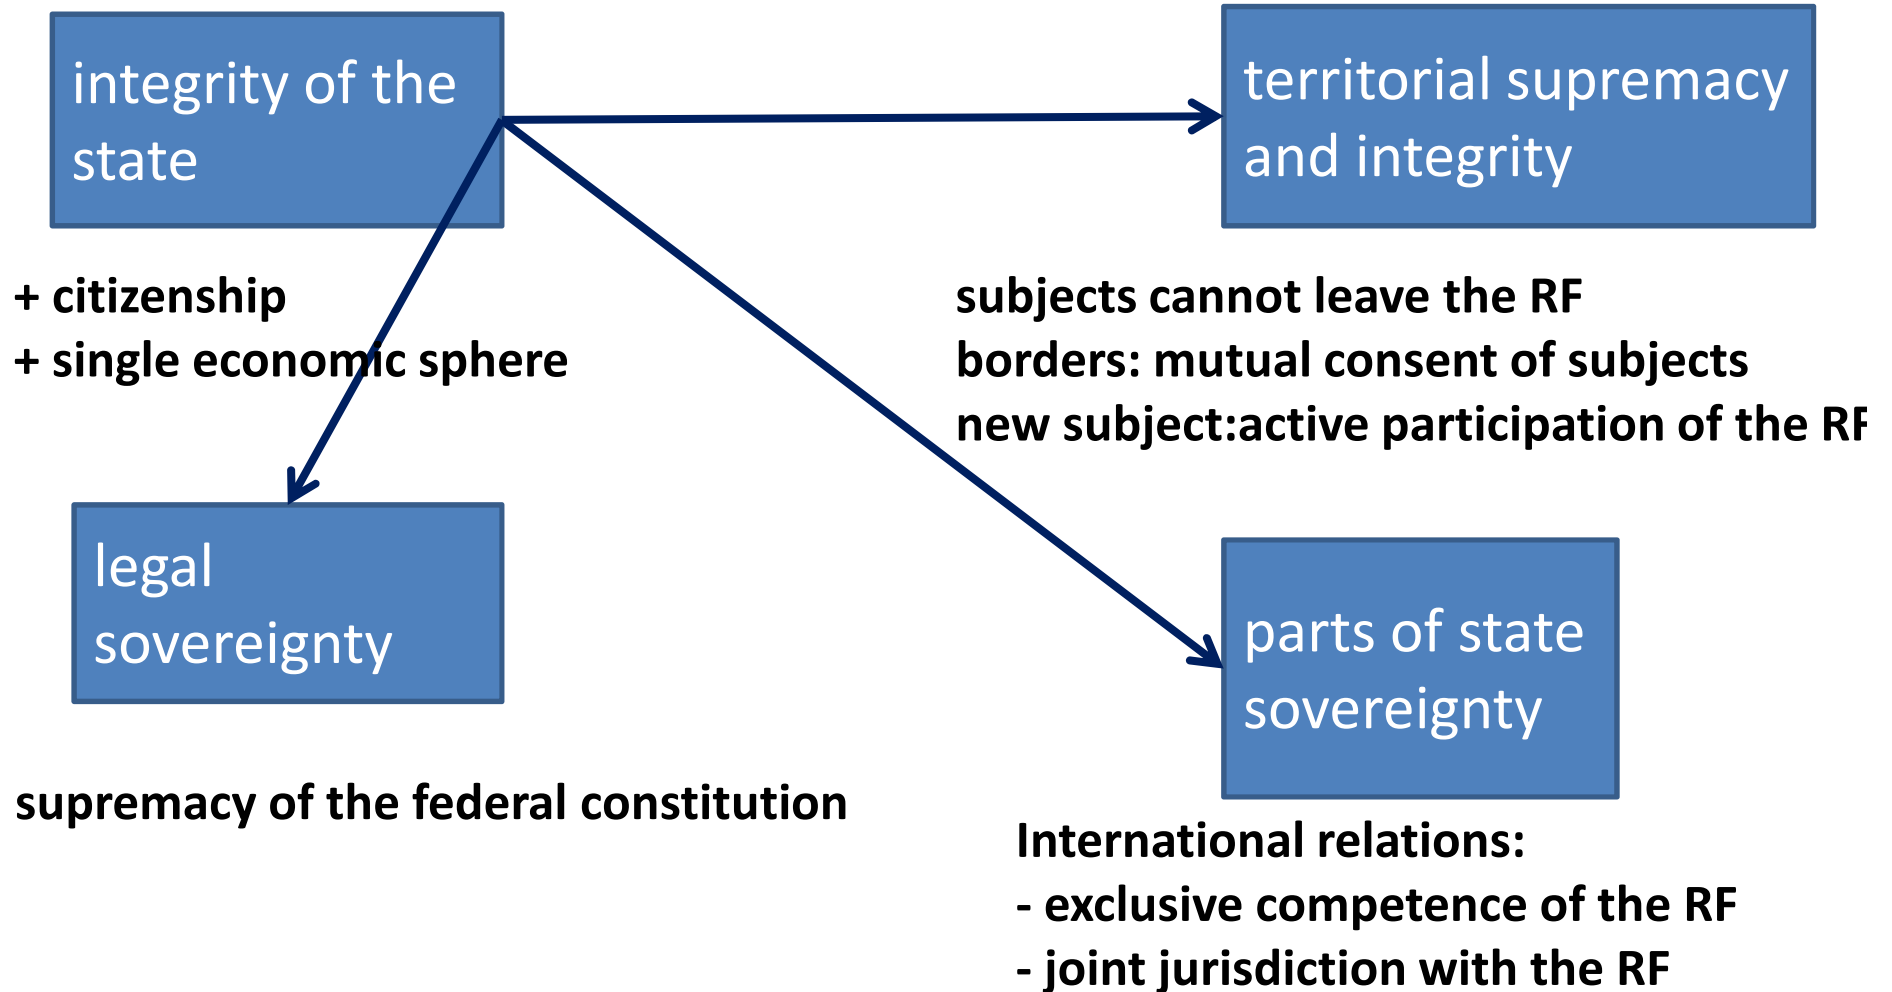 integrity of the
state
territorial supremacy
and integrity
+ citizenship
+ single economic sphere
subjects cannot leave the RF
borders: mutual consent of subjects
new subject:active participation of the RF
legal
sovereignty
parts of state
sovereignty
supremacy of the federal constitution
International relations:
- exclusive competence of the RF
- joint jurisdiction with the RF